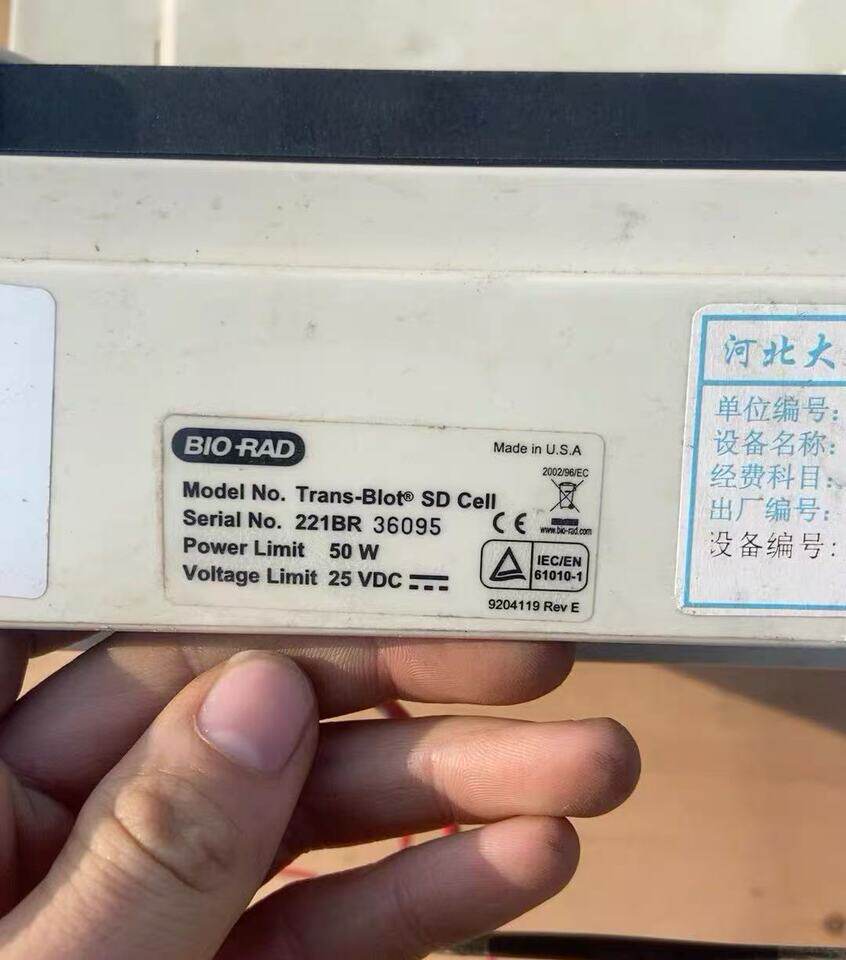 BIO-RAD
Made in U.S.A
2002/96/EC
Model No. Trans-Blot® SD Cell
Serial No. 221BR 36095
CE
www.bio-rad.com
Power Limit 50 W
Voltage Limit 25 VDC
IEC/EN
61010-1
9204119 Rev E
河北大
单位编号:
设备名称:
经费科目:
出厂编号:
设备编号: